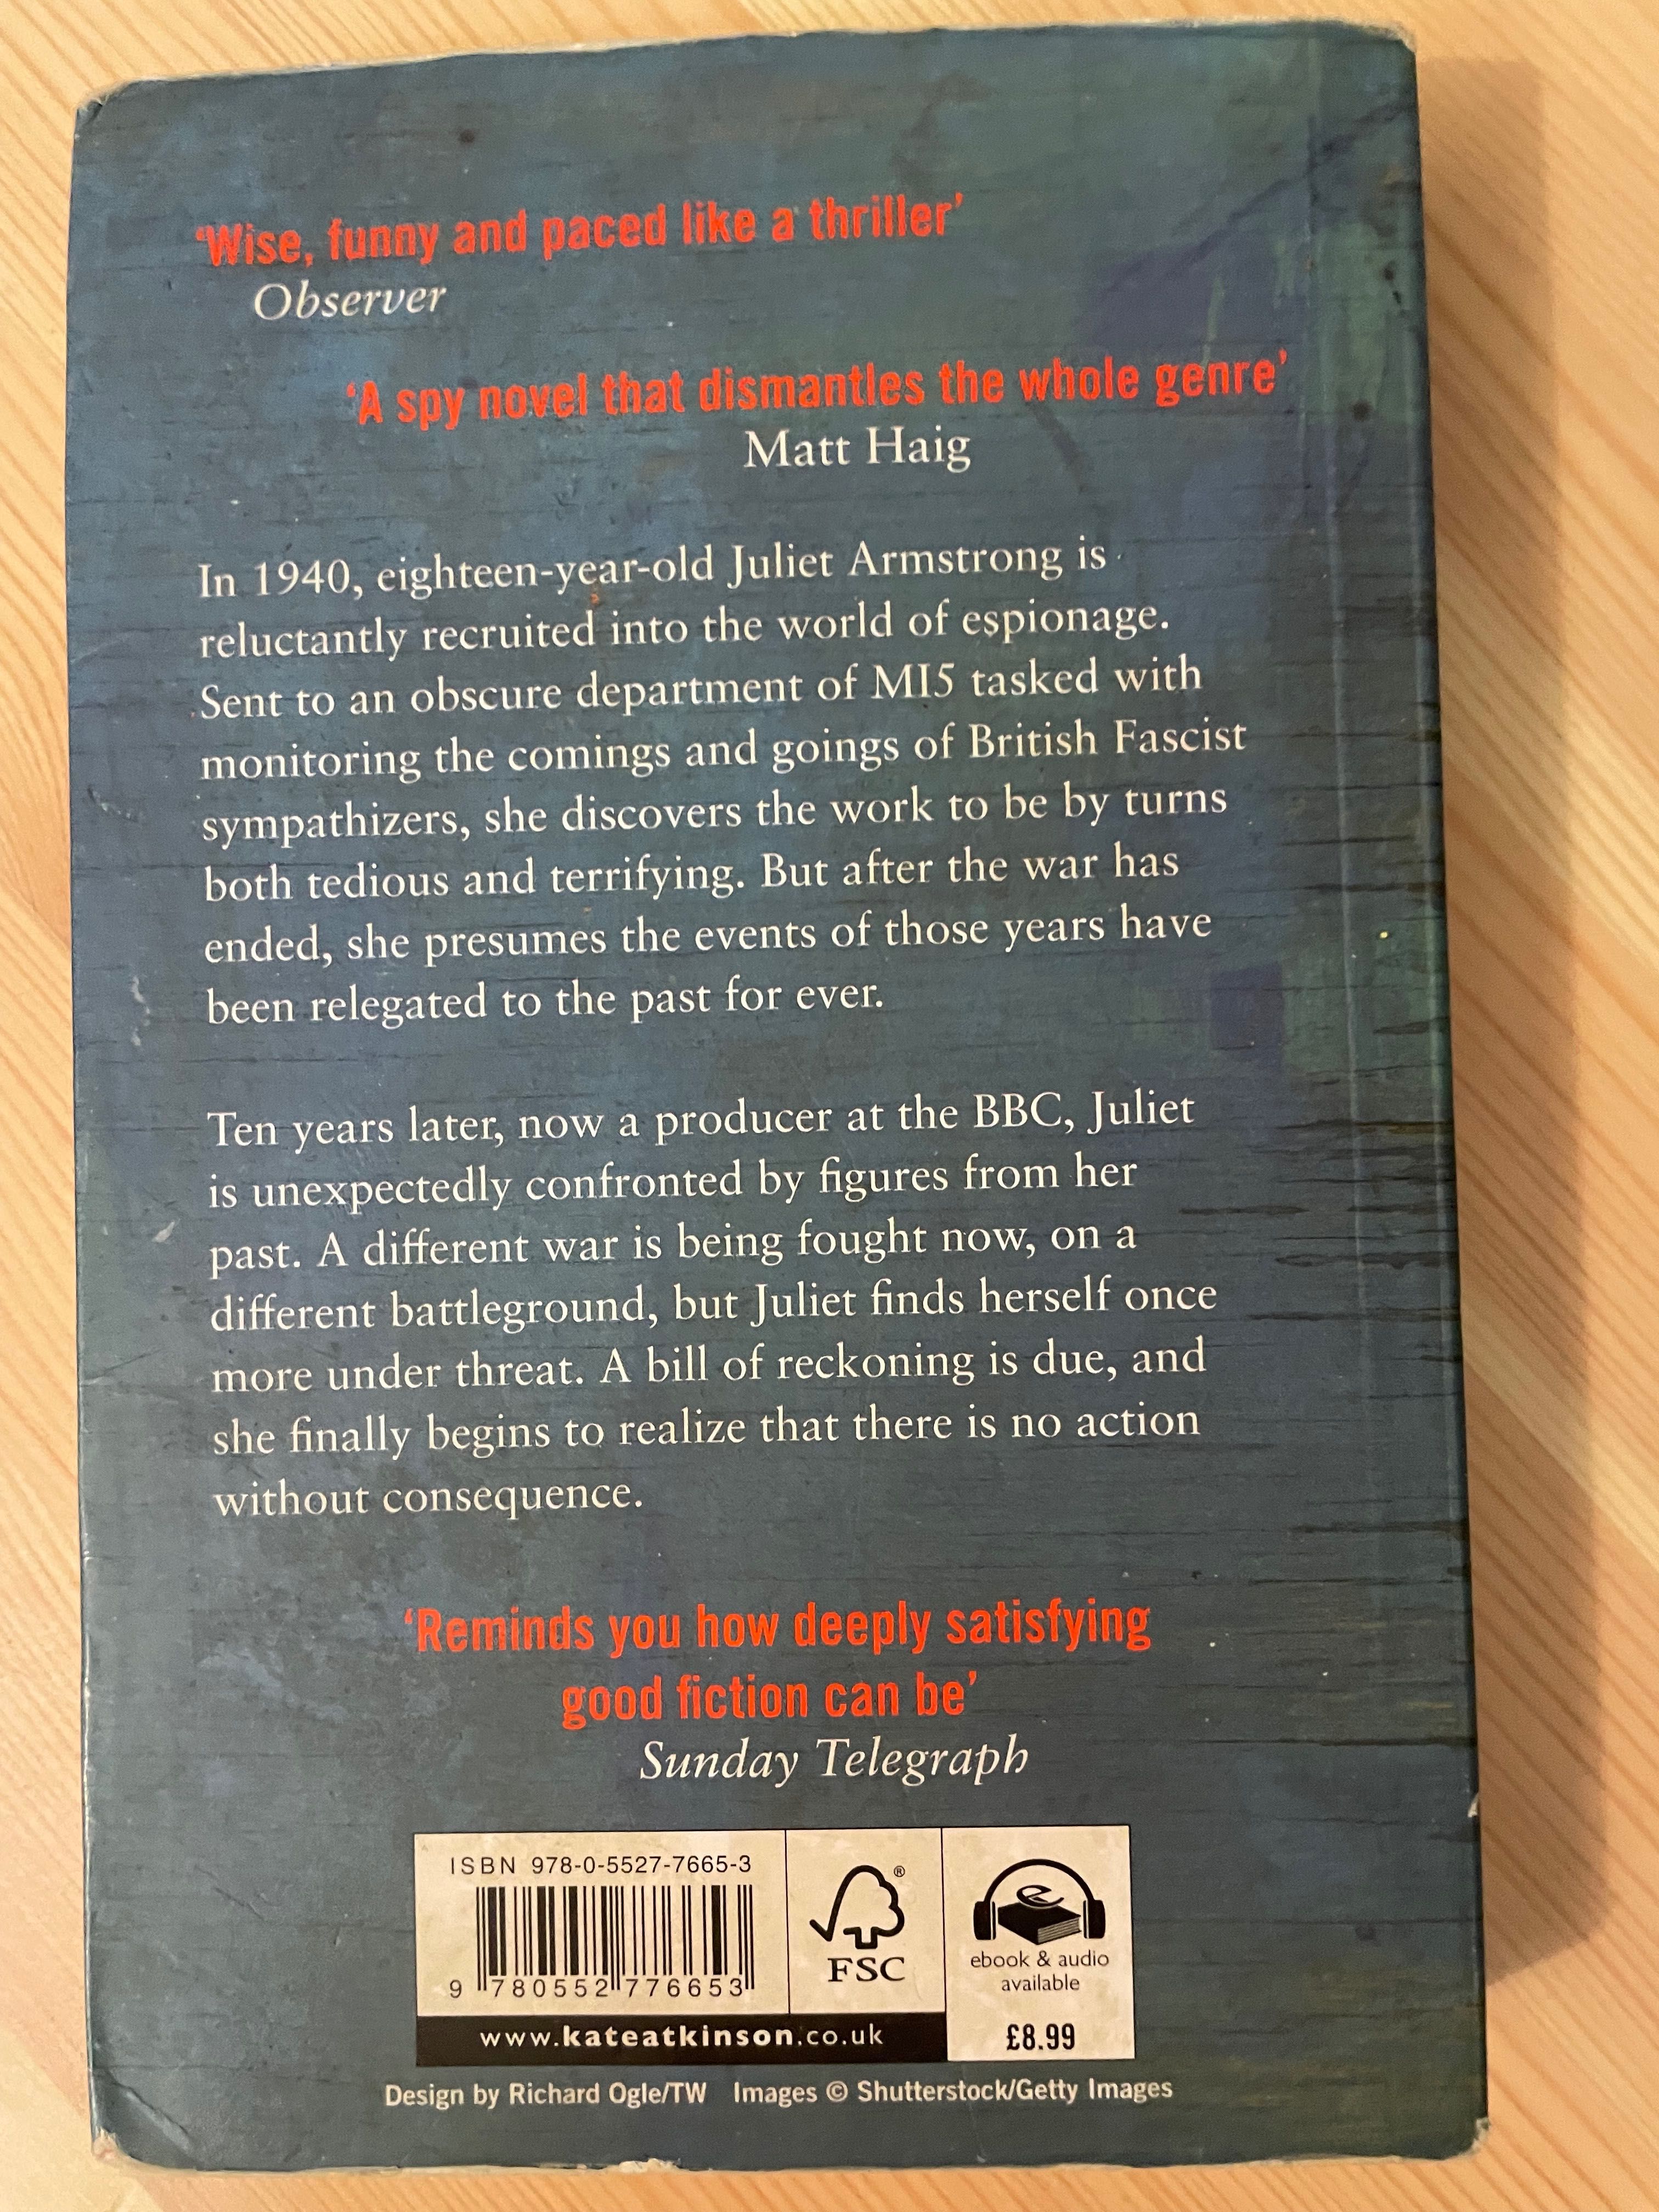 ‘Wise, funny and paced like a thriller’
Observer
‘A spy novel that dismantles the whole genre’
Matt Haig
In 1940, eighteen-year-old Juliet Armstrong is
reluctantly recruited into the world of espionage.
Sent to an obscure department of MI5 tasked with
monitoring the comings and goings of British Fascist
sympathizers, she discovers the work to be by turns
both tedious and terrifying. But after the war has
ended, she presumes the events of those years have
been relegated to the past for ever.
Ten years later, now a producer at the BBC, Juliet
is unexpectedly confronted by figures from her
past. A different war is being fought now, on a
different battleground, but Juliet finds herself once
more under threat. A bill of reckoning is due, and
she finally begins to realize that there is no action
without consequence.
‘Reminds you how deeply satisfying
good fiction can be’
Sunday Telegraph
ISBN 978-0-5527-7665-3
9 780552 776653
®
FSC
e
ebook & audio
available
www.kateatkinson.co.uk
£8.99
Design by Richard Ogle/TW Images © Shutterstock/Getty Images